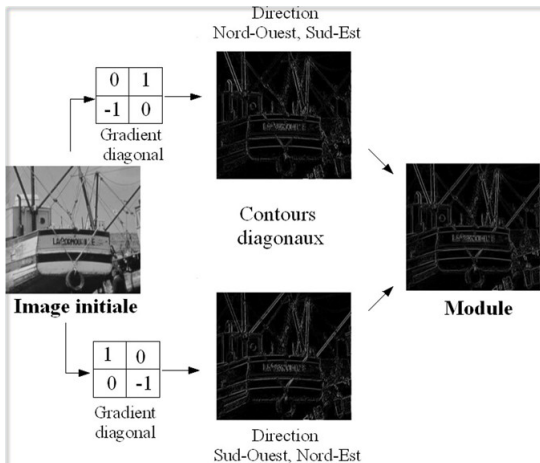 Direction
Nord-Ouest, Sud-Est
0 1
-1 0
Gradient
diagonal
Contours
diagonaux
Image initiale
Module
1 0
0 -1
Gradient
diagonal
Direction
Sud-Ouest, Nord-Est